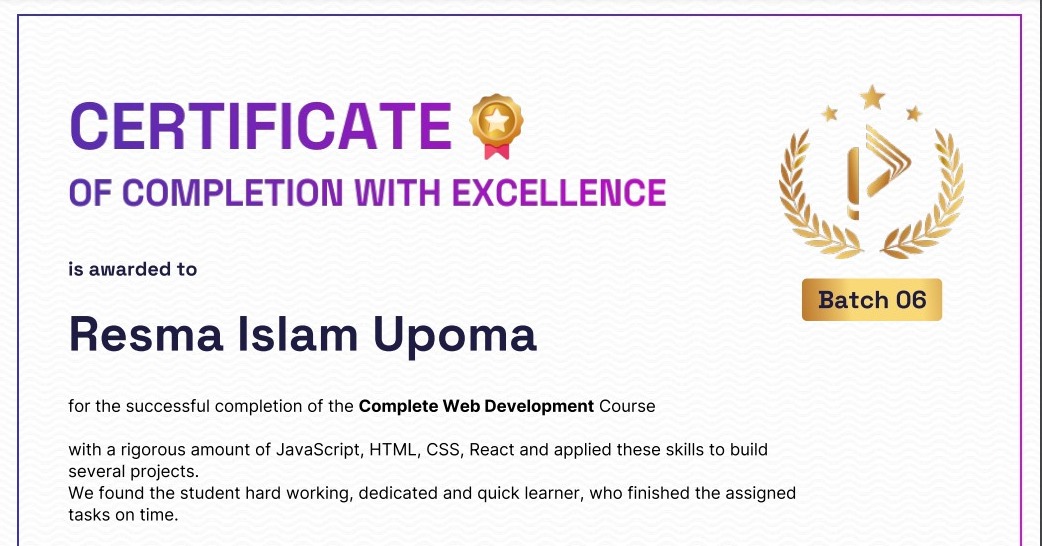 CERTIFICATE
OF COMPLETION WITH EXCELLENCE
is awarded to
Batch 06
Resma Islam Upoma
for the successful completion of the Complete Web Development Course
with a rigorous amount of JavaScript, HTML, CSS, React and applied these skills to build
several projects.
We found the student hard working, dedicated and quick learner, who finished the assigned
tasks on time.